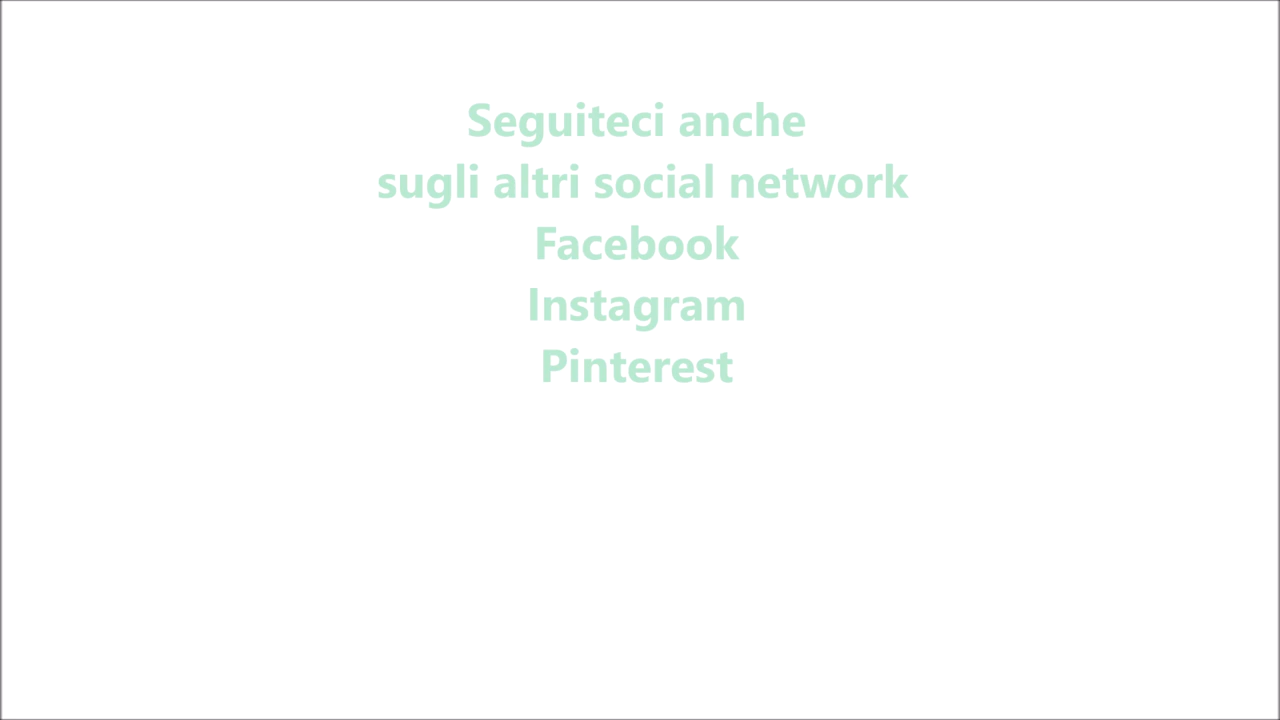 Seguiteci anche
sugli altri social network
Facebook
Instagram
Pinterest